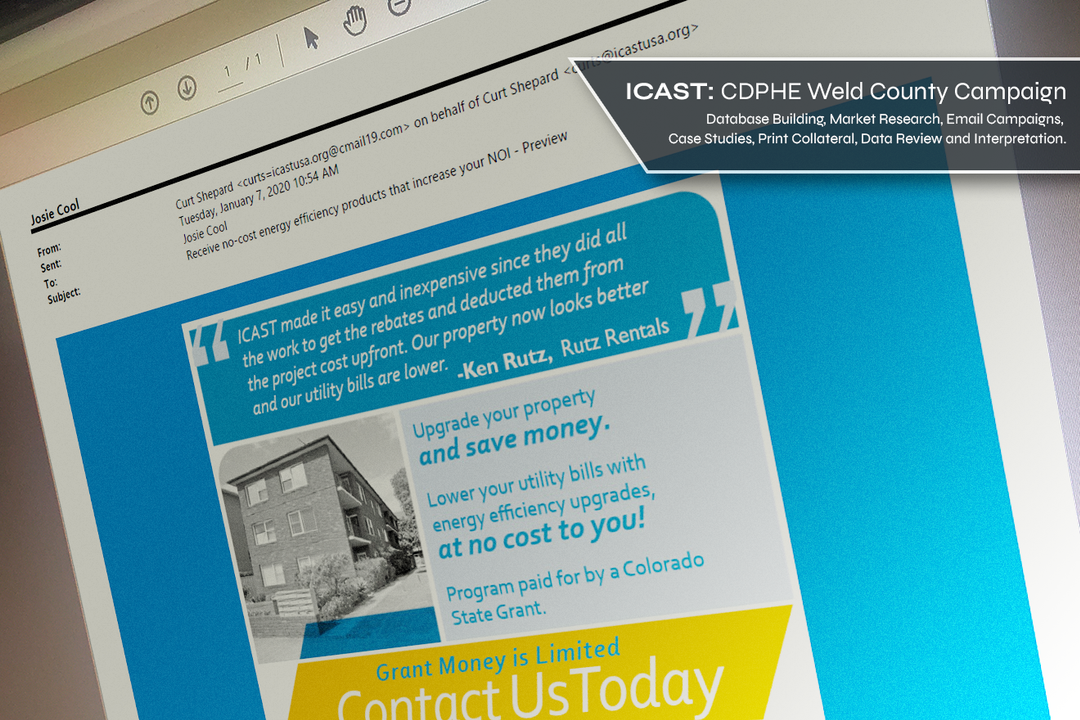 1 / 1
ICAST: CDPHE Weld County Campaign
Database Building, Market Research, Email Campaigns,
Case Studies, Print Collateral, Data Review and Interpretation.
Josie Cool
From: Curt Shepard <curts=icastusa.org@cmail19.com> on behalf of Curt Shepard <curts@icastusa.org>
Sent: Tuesday, January 7, 2020 10:54 AM
To: Josie Cool
Subject: Receive no-cost energy efficiency products that increase your NOI - Preview
“ICAST made it easy and inexpensive since they did all
the work to get the rebates and deducted them from
the project cost upfront. Our property now looks better
and our utility bills are lower. -Ken Rutz, Rutz Rentals”
Upgrade your property
and save money.
Lower your utility bills with
energy efficiency upgrades,
at no cost to you!
Program paid for by a Colorado
State Grant.
Grant Money is Limited
Contact Us Today